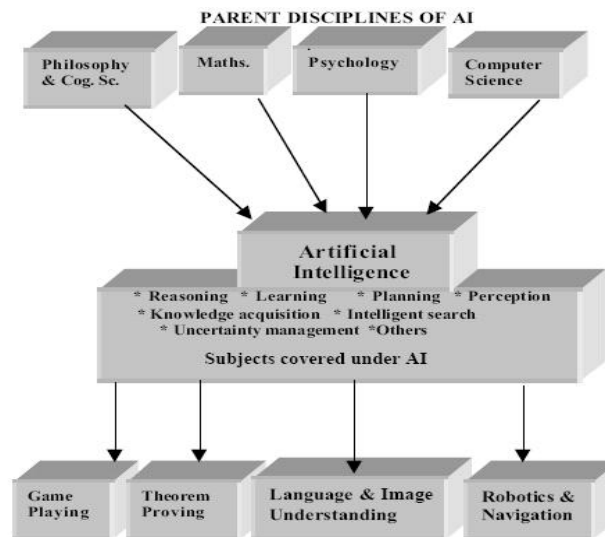 PARENT DISCIPLINES OF AI
Philosophy
& Cog. Sc.
Maths.
Psychology
Computer
Science
Artificial
Intelligence
* Reasoning * Learning * Planning * Perception
* Knowledge acquisition * Intelligent search
* Uncertainty management *Others
Subjects covered under AI
Game
Playing
Theorem
Proving
Language & Image
Understanding
Robotics &
Navigation